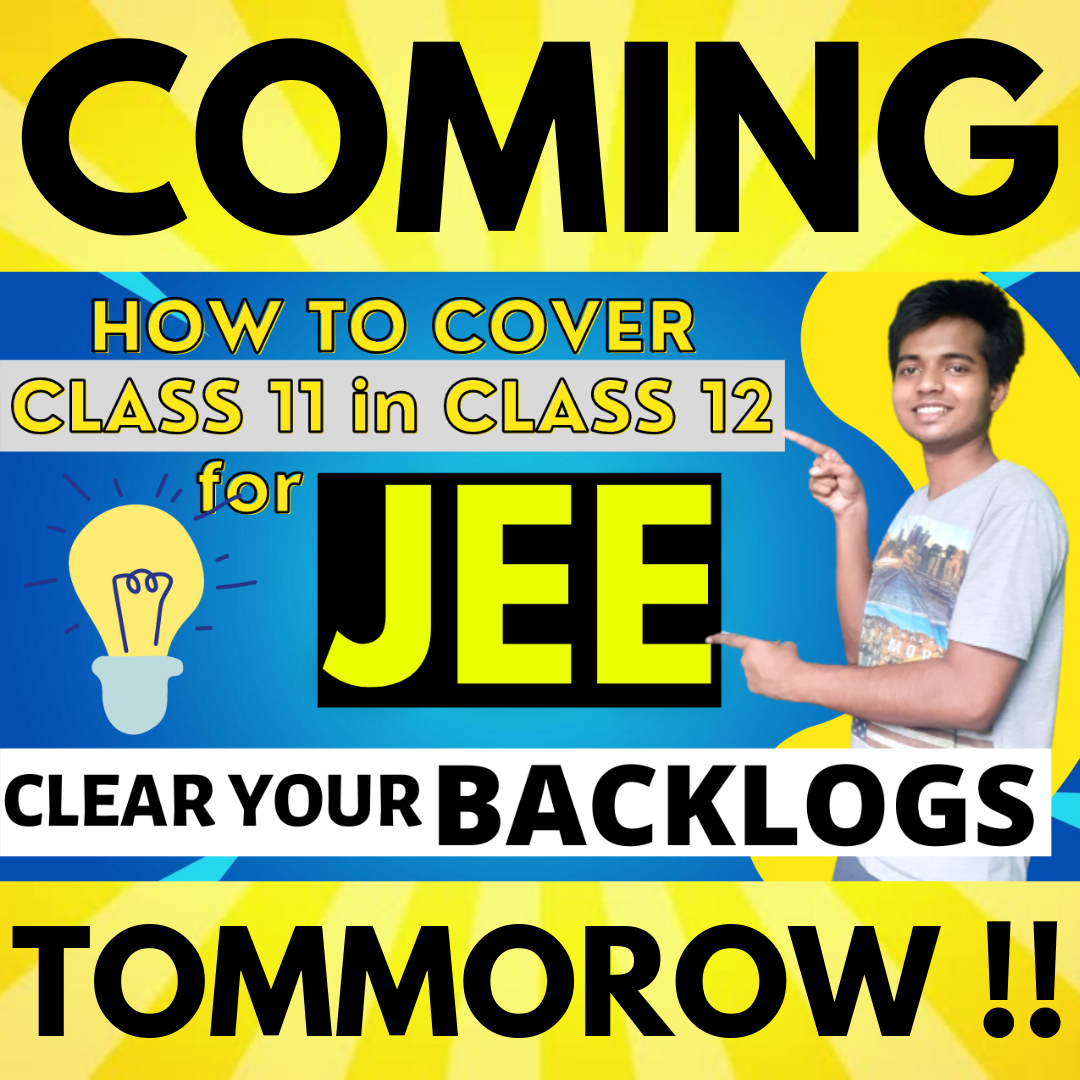 COMING
HOW TO COVER
CLASS 11 in CLASS 12
for
JEE
CLEAR YOUR BACKLOGS
TOMMOROW !!